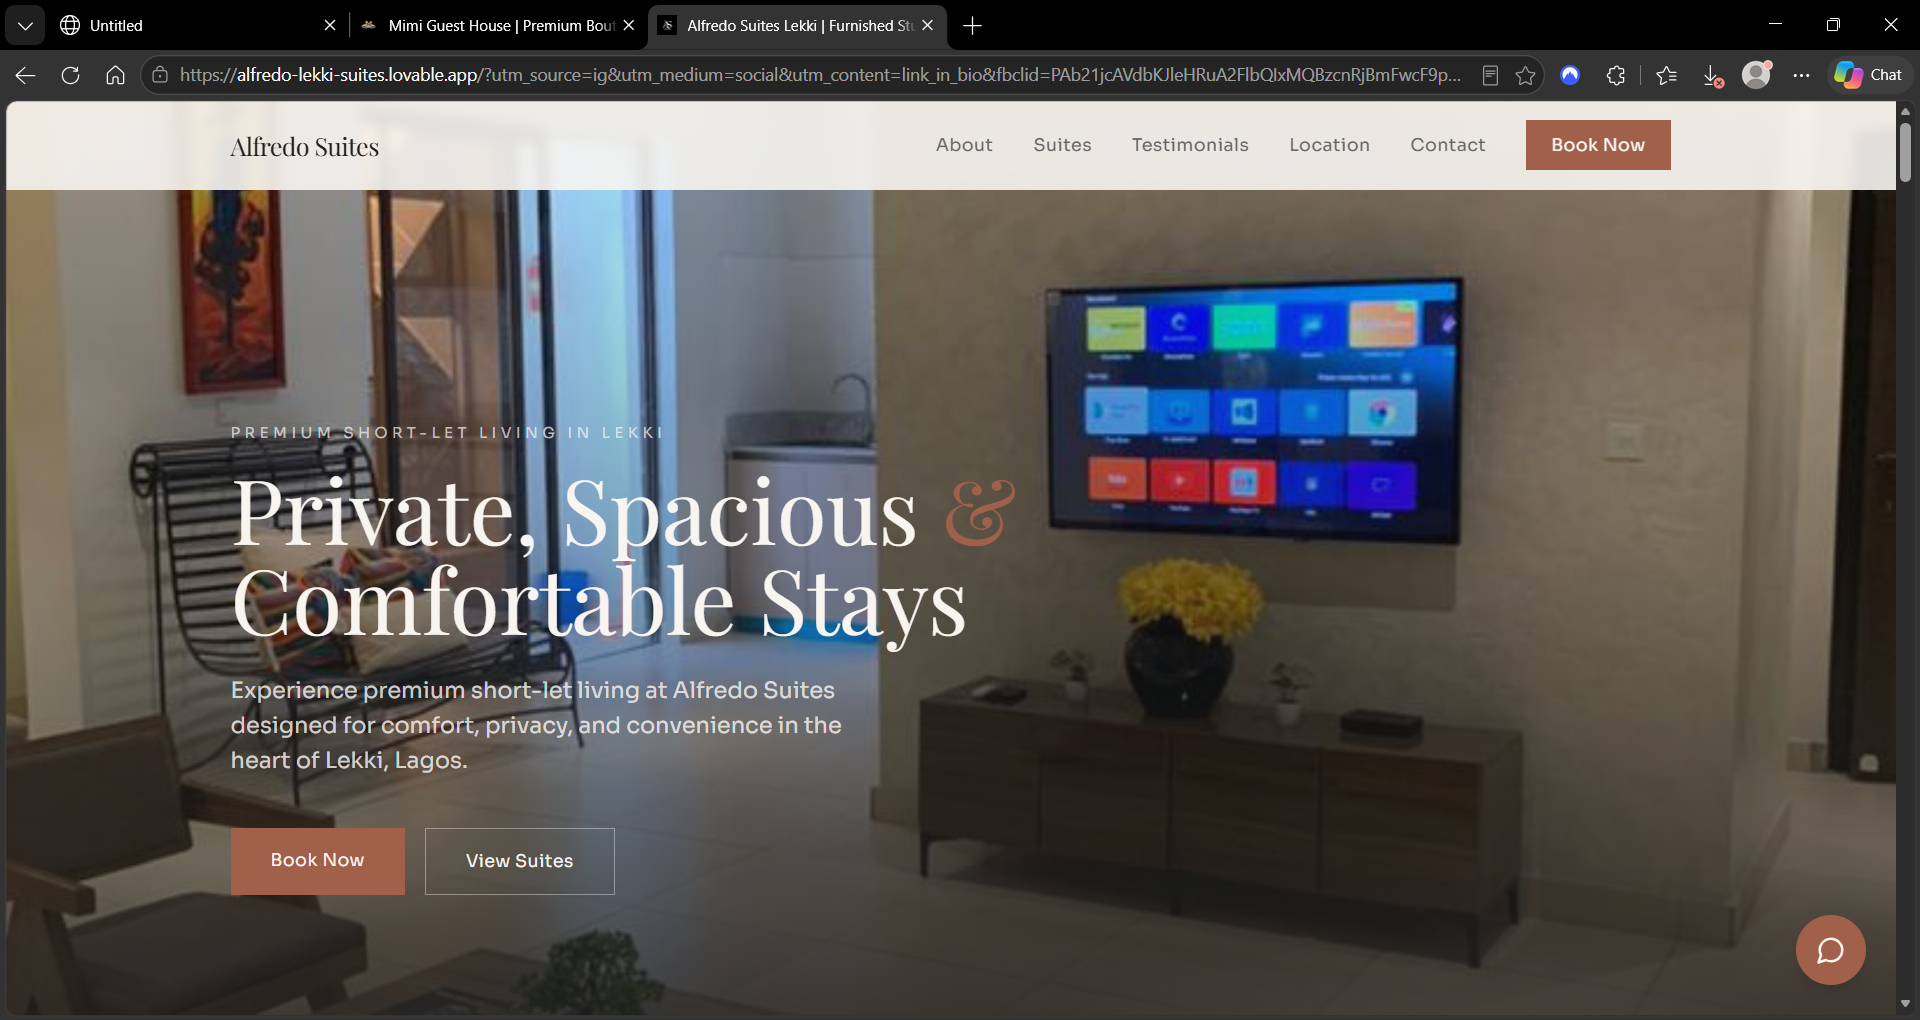 Untitled
Mimi Guest House | Premium Bou
Alfredo Suites Lekki | Furnished Stu
https://alfredo-lekki-suites.lovable.app/?utm_source=ig&utm_medium=social&utm_content=link_in_bio&fbclid=PAb21jcAVdbKJleHRuA2FlbQIxMQBzcnRjBmFwcF9p...
Chat
Alfredo Suites
About
Suites
Testimonials
Location
Contact
Book Now
PREMIUM SHORT-LET LIVING IN LEKKI
Private, Spacious &
Comfortable Stays
Experience premium short-let living at Alfredo Suites
designed for comfort, privacy, and convenience in the
heart of Lekki, Lagos.
Book Now
View Suites